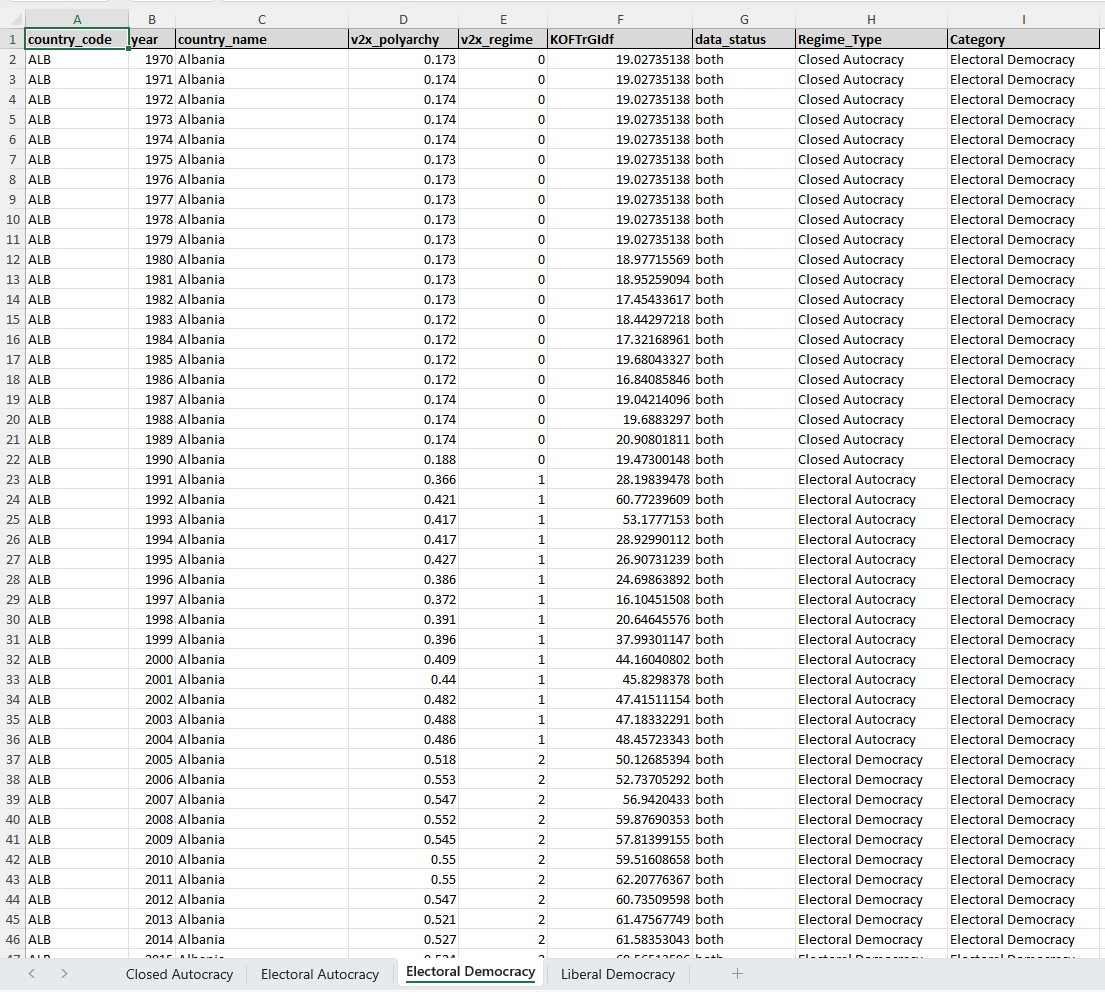 A B C D E F G H I
1 country_code year country_name v2x_polyarchy v2x_regime KOFTrGIdf data_status Regime_Type Category
2 ALB 1970 Albania 0.173 0 19.02735138 both Closed Autocracy Electoral Democracy
3 ALB 1971 Albania 0.174 0 19.02735138 both Closed Autocracy Electoral Democracy
4 ALB 1972 Albania 0.174 0 19.02735138 both Closed Autocracy Electoral Democracy
5 ALB 1973 Albania 0.174 0 19.02735138 both Closed Autocracy Electoral Democracy
6 ALB 1974 Albania 0.174 0 19.02735138 both Closed Autocracy Electoral Democracy
7 ALB 1975 Albania 0.173 0 19.02735138 both Closed Autocracy Electoral Democracy
8 ALB 1976 Albania 0.173 0 19.02735138 both Closed Autocracy Electoral Democracy
9 ALB 1977 Albania 0.173 0 19.02735138 both Closed Autocracy Electoral Democracy
10 ALB 1978 Albania 0.173 0 19.02735138 both Closed Autocracy Electoral Democracy
11 ALB 1979 Albania 0.173 0 19.02735138 both Closed Autocracy Electoral Democracy
12 ALB 1980 Albania 0.173 0 18.97715569 both Closed Autocracy Electoral Democracy
13 ALB 1981 Albania 0.173 0 18.95259094 both Closed Autocracy Electoral Democracy
14 ALB 1982 Albania 0.173 0 17.45433617 both Closed Autocracy Electoral Democracy
15 ALB 1983 Albania 0.172 0 18.44297218 both Closed Autocracy Electoral Democracy
16 ALB 1984 Albania 0.172 0 17.32168961 both Closed Autocracy Electoral Democracy
17 ALB 1985 Albania 0.172 0 19.68043327 both Closed Autocracy Electoral Democracy
18 ALB 1986 Albania 0.172 0 16.84085846 both Closed Autocracy Electoral Democracy
19 ALB 1987 Albania 0.174 0 19.04214096 both Closed Autocracy Electoral Democracy
20 ALB 1988 Albania 0.174 0 19.6883297 both Closed Autocracy Electoral Democracy
21 ALB 1989 Albania 0.174 0 20.90801811 both Closed Autocracy Electoral Democracy
22 ALB 1990 Albania 0.188 0 19.47300148 both Closed Autocracy Electoral Democracy
23 ALB 1991 Albania 0.366 1 28.19839478 both Electoral Autocracy Electoral Democracy
24 ALB 1992 Albania 0.421 1 60.77239609 both Electoral Autocracy Electoral Democracy
25 ALB 1993 Albania 0.417 1 53.1777153 both Electoral Autocracy Electoral Democracy
26 ALB 1994 Albania 0.417 1 28.92990112 both Electoral Autocracy Electoral Democracy
27 ALB 1995 Albania 0.427 1 26.90731239 both Electoral Autocracy Electoral Democracy
28 ALB 1996 Albania 0.386 1 24.69863892 both Electoral Autocracy Electoral Democracy
29 ALB 1997 Albania 0.372 1 16.10451508 both Electoral Autocracy Electoral Democracy
30 ALB 1998 Albania 0.391 1 20.64645576 both Electoral Autocracy Electoral Democracy
31 ALB 1999 Albania 0.396 1 37.99301147 both Electoral Autocracy Electoral Democracy
32 ALB 2000 Albania 0.409 1 44.16040802 both Electoral Autocracy Electoral Democracy
33 ALB 2001 Albania 0.44 1 45.8298378 both Electoral Autocracy Electoral Democracy
34 ALB 2002 Albania 0.482 1 47.41511154 both Electoral Autocracy Electoral Democracy
35 ALB 2003 Albania 0.488 1 47.18332291 both Electoral Autocracy Electoral Democracy
36 ALB 2004 Albania 0.486 1 48.45723343 both Electoral Autocracy Electoral Democracy
37 ALB 2005 Albania 0.518 2 50.12685394 both Electoral Democracy Electoral Democracy
38 ALB 2006 Albania 0.553 2 52.73705292 both Electoral Democracy Electoral Democracy
39 ALB 2007 Albania 0.547 2 56.9420433 both Electoral Democracy Electoral Democracy
40 ALB 2008 Albania 0.552 2 59.87690353 both Electoral Democracy Electoral Democracy
41 ALB 2009 Albania 0.545 2 57.81399155 both Electoral Democracy Electoral Democracy
42 ALB 2010 Albania 0.55 2 59.51608658 both Electoral Democracy Electoral Democracy
43 ALB 2011 Albania 0.55 2 62.20776367 both Electoral Democracy Electoral Democracy
44 ALB 2012 Albania 0.547 2 60.73509598 both Electoral Democracy Electoral Democracy
45 ALB 2013 Albania 0.521 2 61.47567749 both Electoral Democracy Electoral Democracy
46 ALB 2014 Albania 0.527 2 61.58353043 both Electoral Democracy Electoral Democracy
Closed Autocracy Electoral Autocracy Electoral Democracy Liberal Democracy